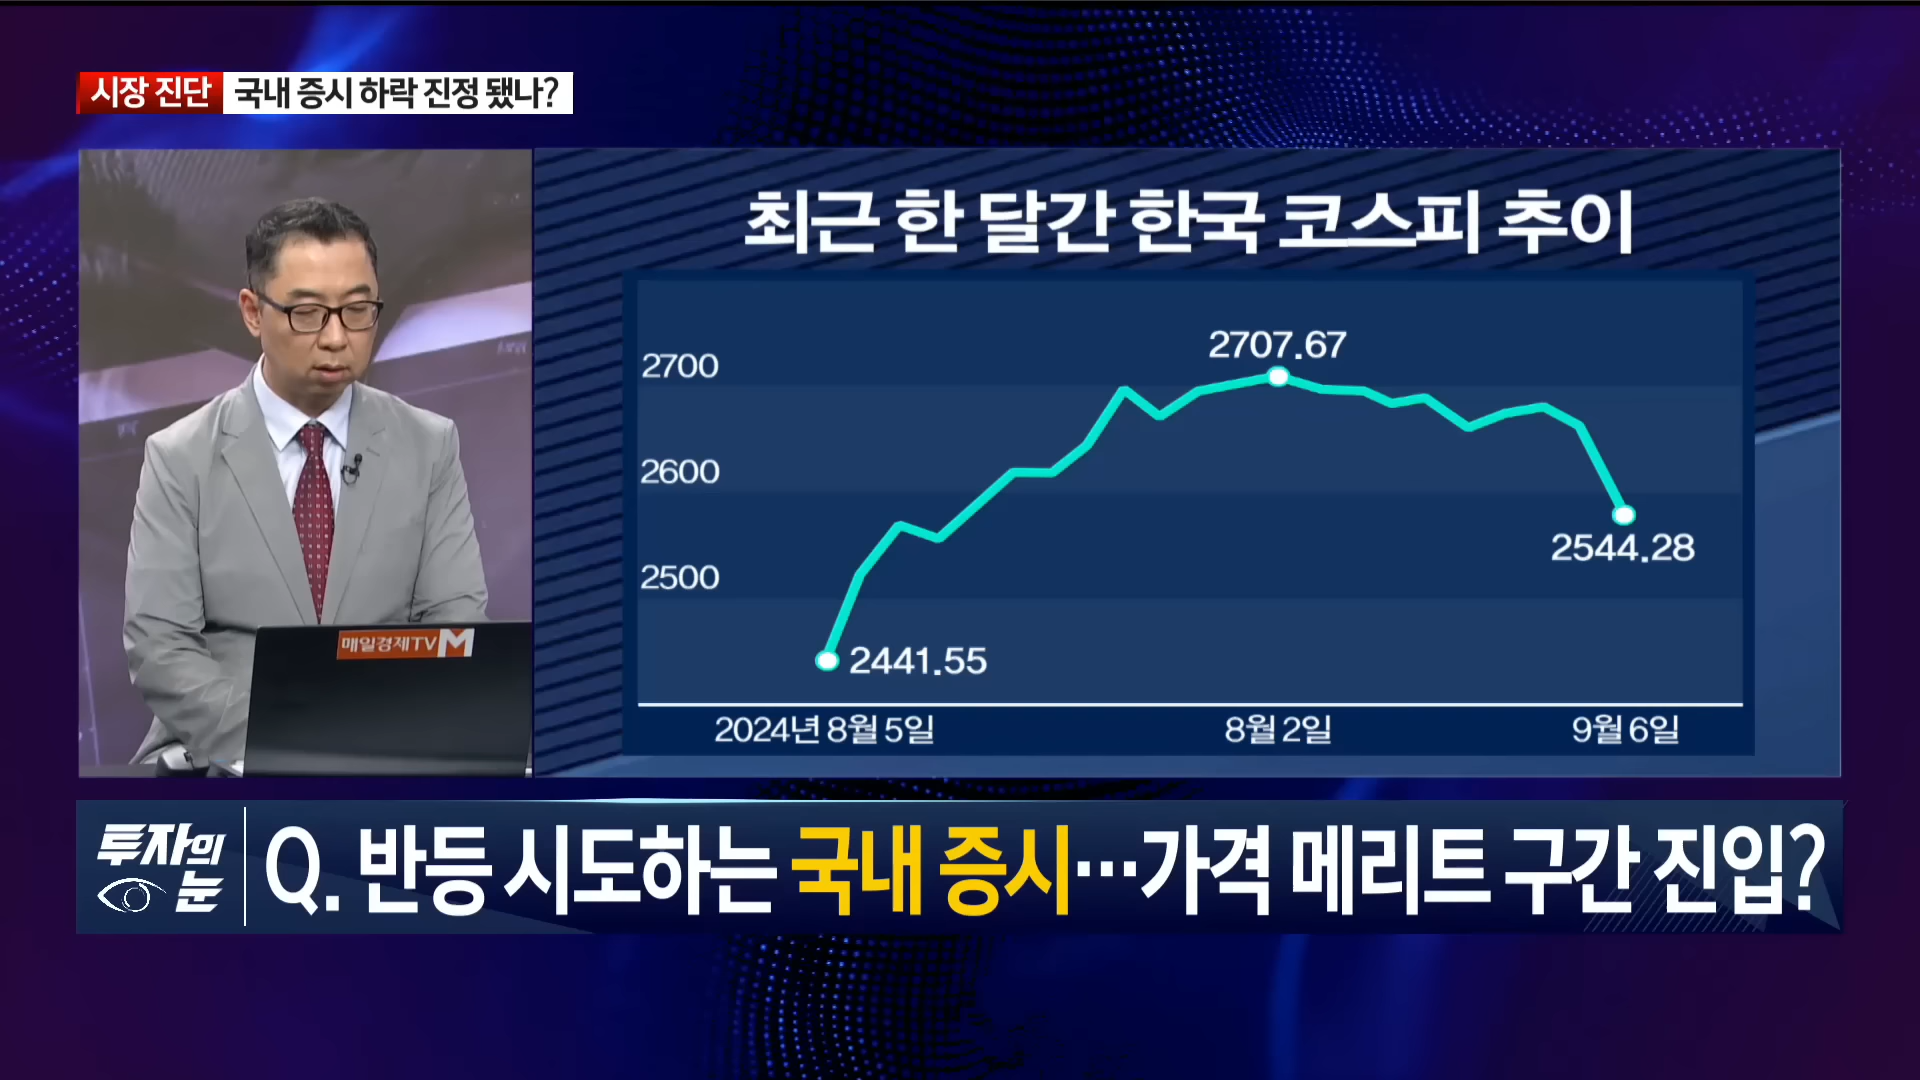 시장 진단 국내 증시 하락 진정 됐나?
최근 한 달간 한국 코스피 추이
2707.67
2700
2600
2544.28
2500
2441.55
2024년 8월 5일 8월 2일 9월 6일
매일경제TV M
투자의 눈
Q. 반등 시도하는 국내 증시…가격 메리트 구간 진입?